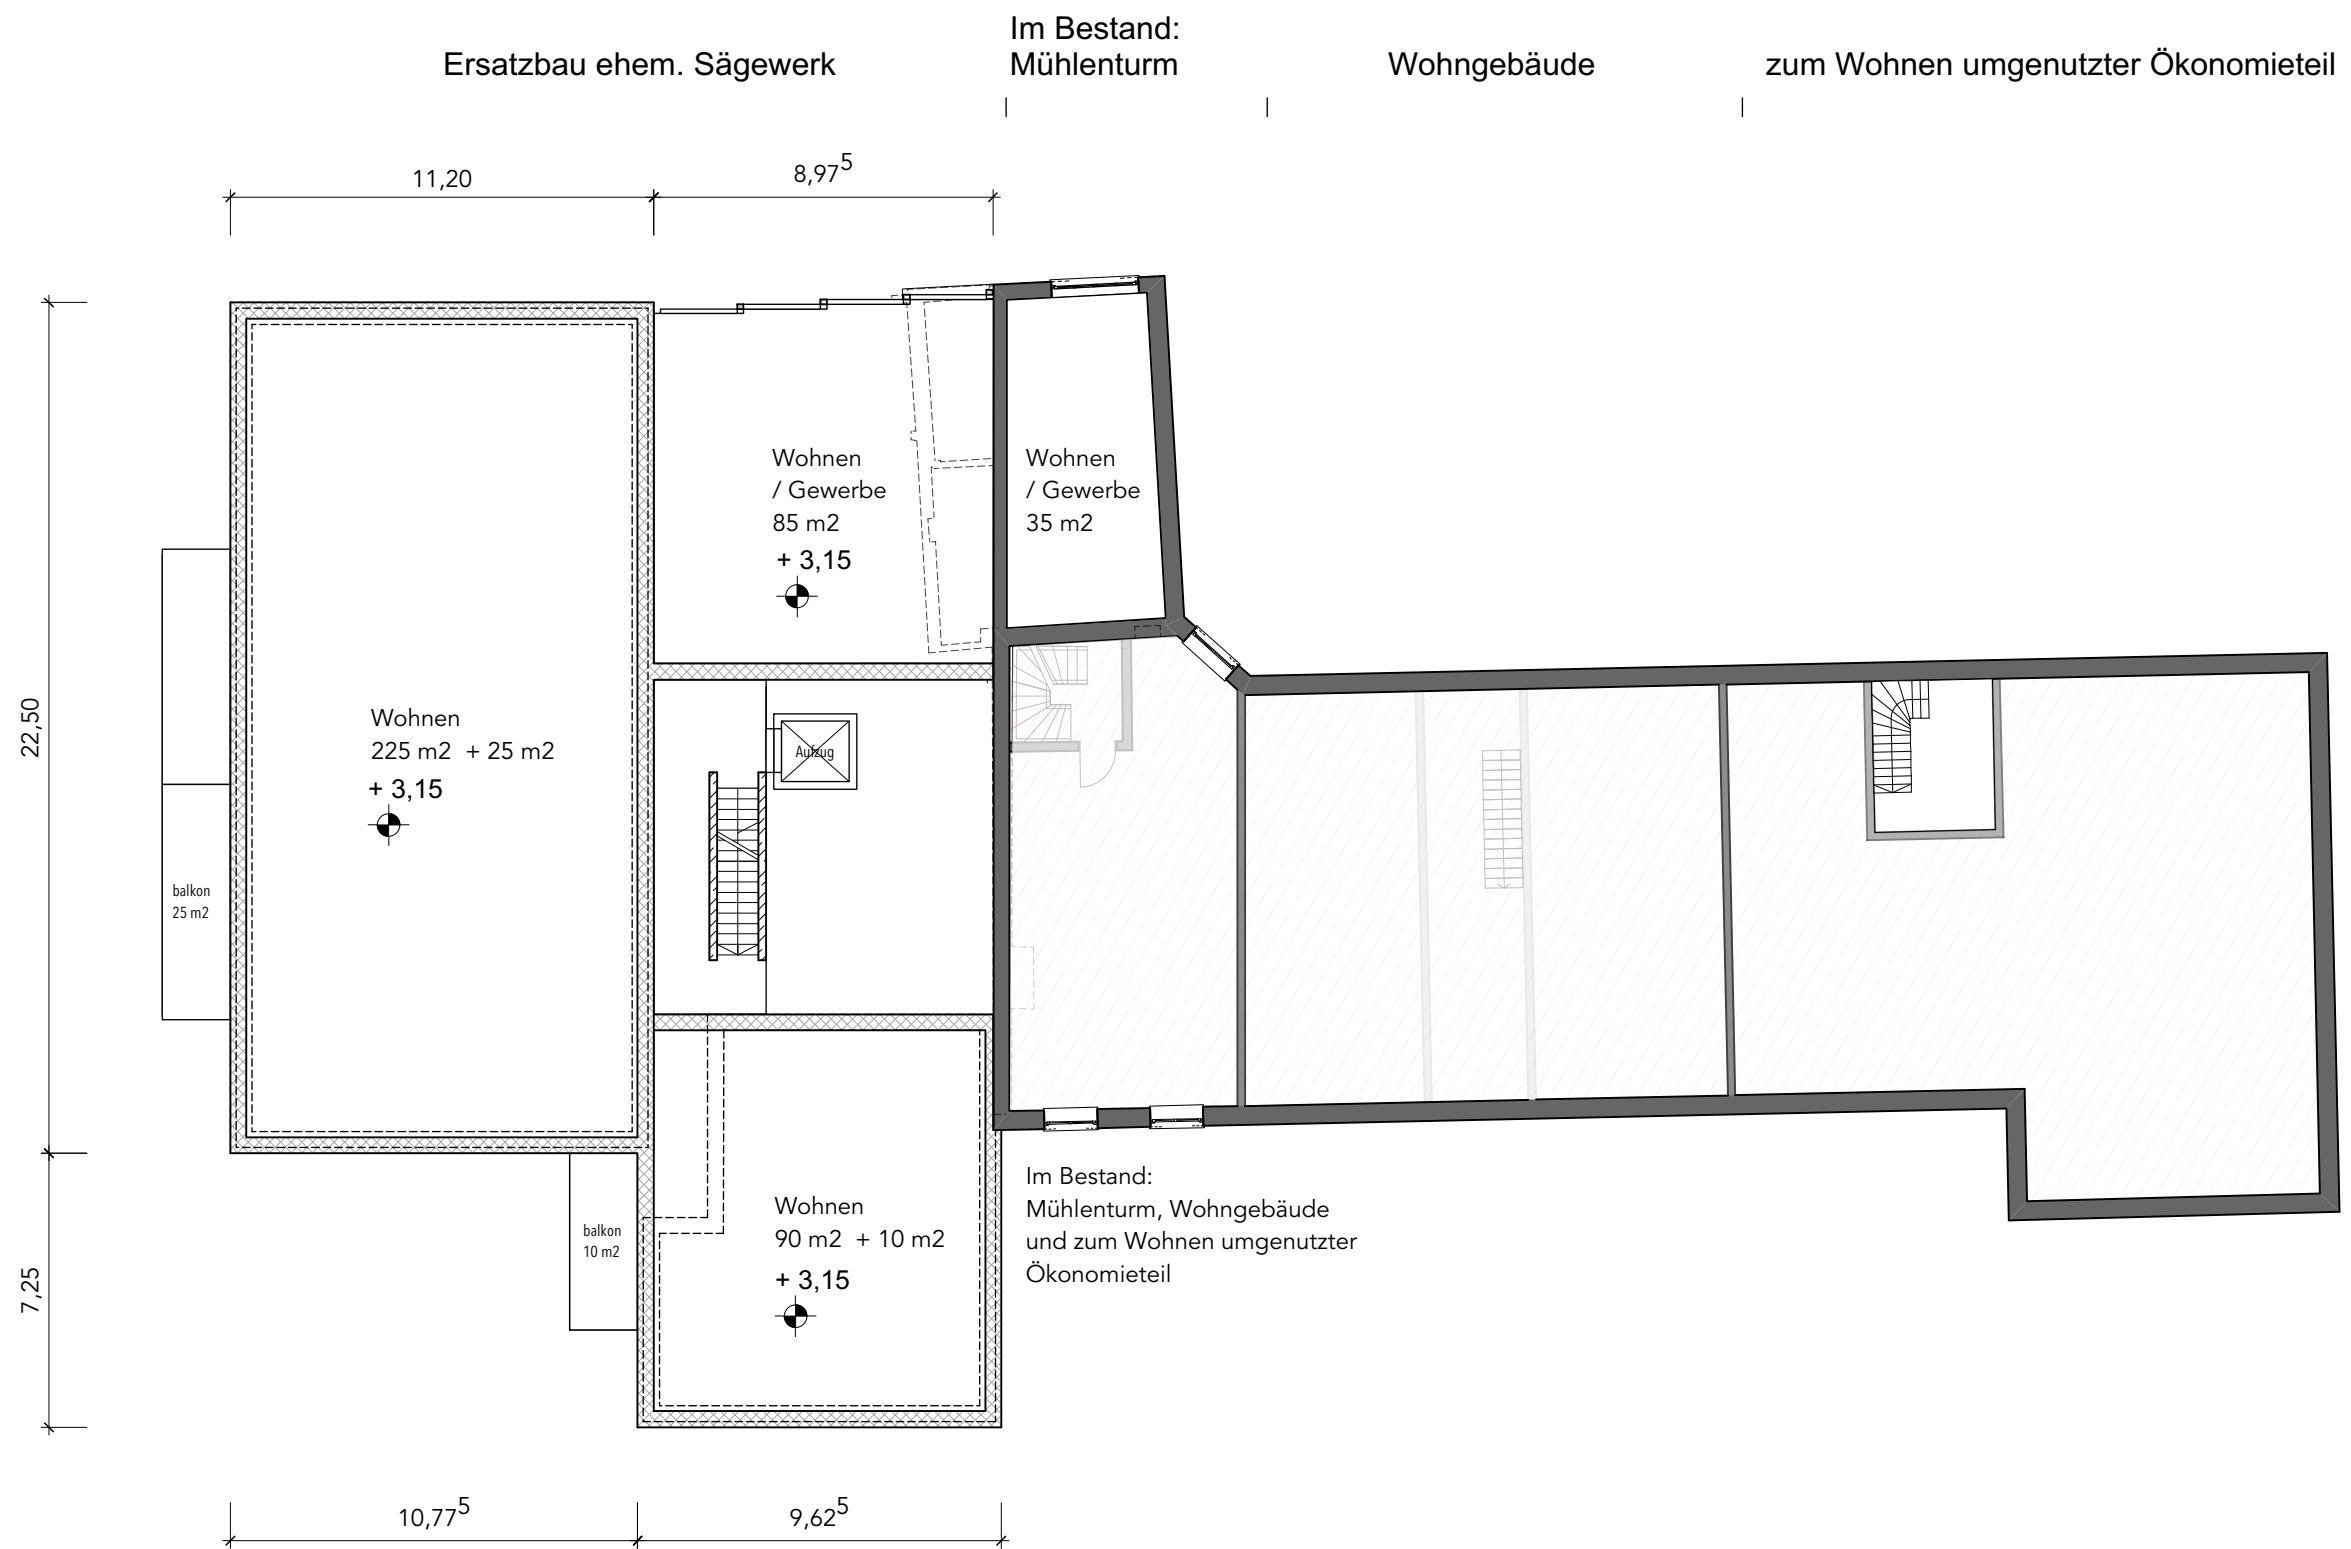 Im Bestand:
Ersatzbau ehem. Sägewerk
Mühlenturm
Wohngebäude
zum Wohnen umgenutzter Ökonomieteil
11,20
8,97⁵
Wohnen
/ Gewerbe
85 m2
+ 3,15
Wohnen
/ Gewerbe
35 m2
22,50
Wohnen
225 m2 + 25 m2
+ 3,15
Aufzug
balkon
25 m2
Im Bestand:
Mühlenturm, Wohngebäude
und zum Wohnen umgenutzter
Ökonomieteil
balkon
10 m2
Wohnen
90 m2 + 10 m2
+ 3,15
7,25
10,77⁵
9,62⁵